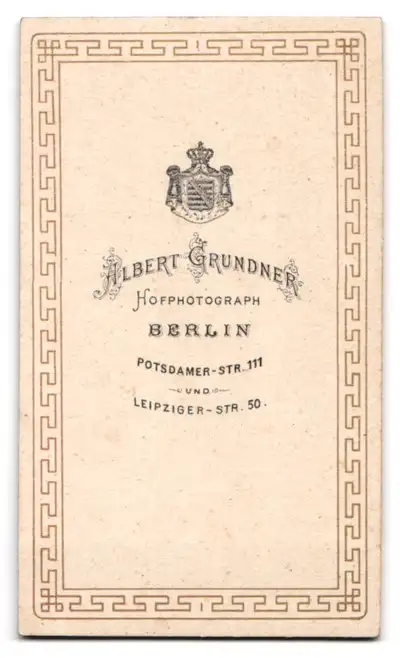 ALBERT GRUNDNER
HOFPHOTOGRAPH
BERLIN
POTSDAMER-STR. 111
UND
LEIPZIGER-STR. 50.